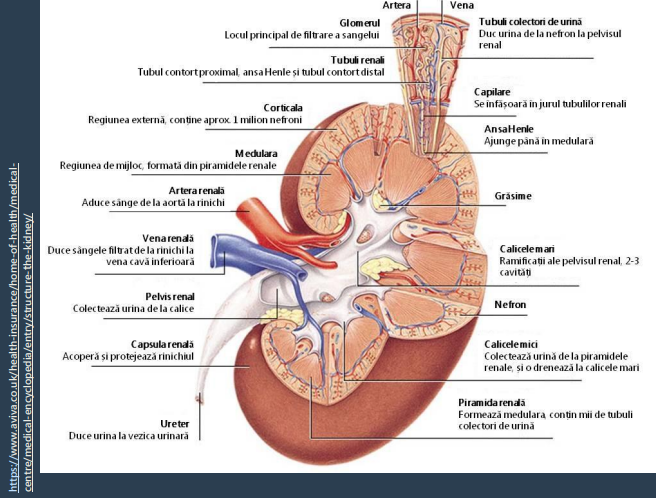 Artera
Vena
Glomerul
Locul principal de filtrare a sangelui
Tubuli renali
Tubul contort proximal, ansa Henle și tubul contort distal
Corticala
Regiunea externă, conține aprox. 1 milion nefroni
Medulara
Regiunea de mijloc, formată din piramidele renale
Artera renală
Aduce sânge de la aortă la rinichi
Vena renală
Duce sângele filtrat de la rinichi la
vena cavă inferioară
Pelvis renal
Colectează urina de la calice
Capsula renală
Acoperă și protejează rinichiul
Ureter
Duce urina la vezica urinară
Tubuli colectori de urină
Duc urina de la nefron la pelvisul
renal
Capilare
Se înfășoară în jurul tubulilor renali
Ansa Henle
Ajunge până în medulară
Grăsime
Calicele mari
Ramificații ale pelvisul renal, 2-3
cavități
Nefron
Calicele mici
Colectează urină de la piramidele
renale, și o drenează la calicele mari
Piramida renală
Formează medulara, conțin mii de tubuli
colectori de urină
https://www.aviva.co.uk/health-insurance/home-of-health/medical-
centre/medical-encyclopedia/entry/structure-the-kidney/